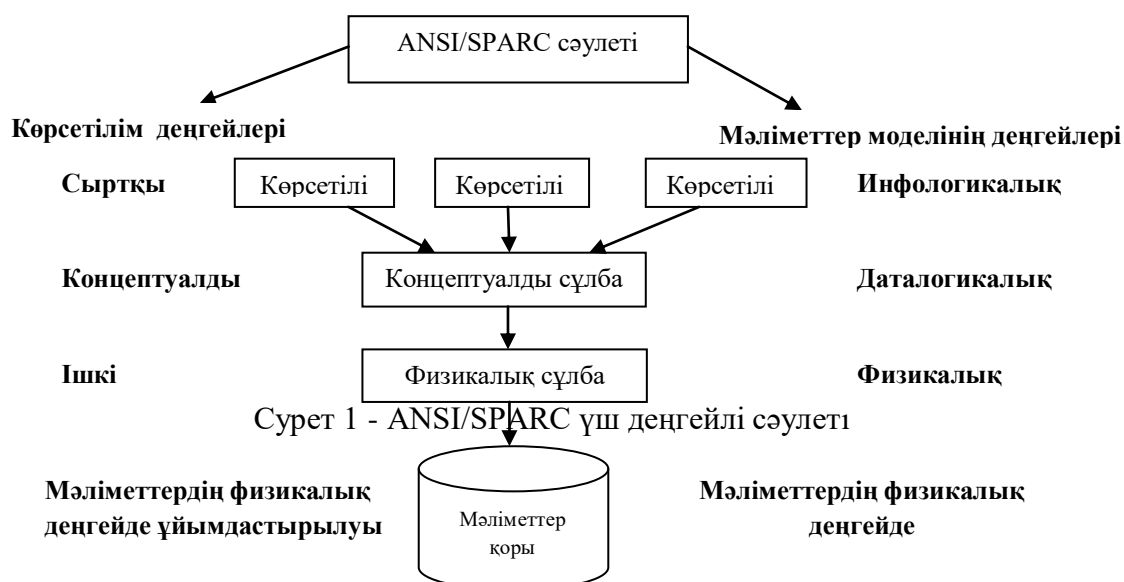 ANSI/SPARC сәулеті
Көрсетілім деңгейлері
Мәліметтер моделінің деңгейлері
Сыртқы Көрсетілі Көрсетілі Көрсетілі Инфологикалық
Концептуалды Концептуалды сұлба Даталогикалық
Ішкі Физикалық сұлба Физикалық
Сурет 1 - ANSI/SPARC үш деңгейлі сәулеті
Мәліметтердің физикалық Мәліметтердің физикалық
деңгейде ұйымдастырылуы Мәліметтер деңгейде
қоры